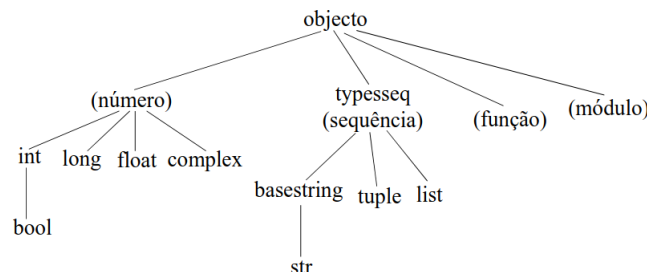 objecto
(número)
typesseq
(sequência)
(função)
(módulo)
int
long
float
complex
basestring
tuple
list
bool
str